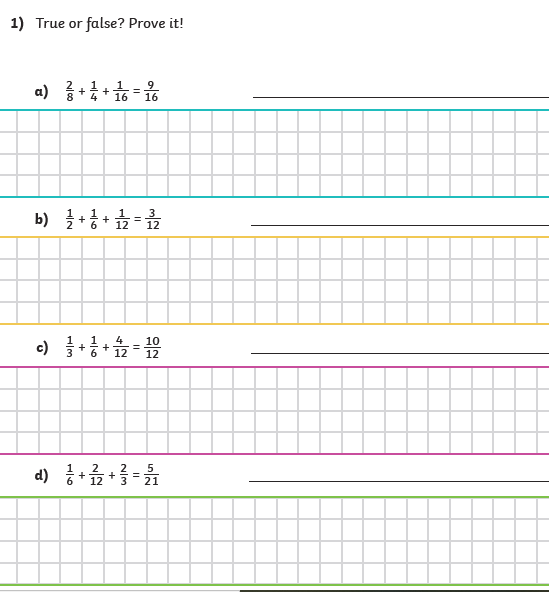 1) True or false? Prove it!
a) 2/8 + 1/4 + 1/16 = 9/16
b) 1/2 + 1/6 + 1/12 = 3/12
c) 1/3 + 1/6 + 4/12 = 10/12
d) 1/6 + 2/12 + 2/3 = 5/21